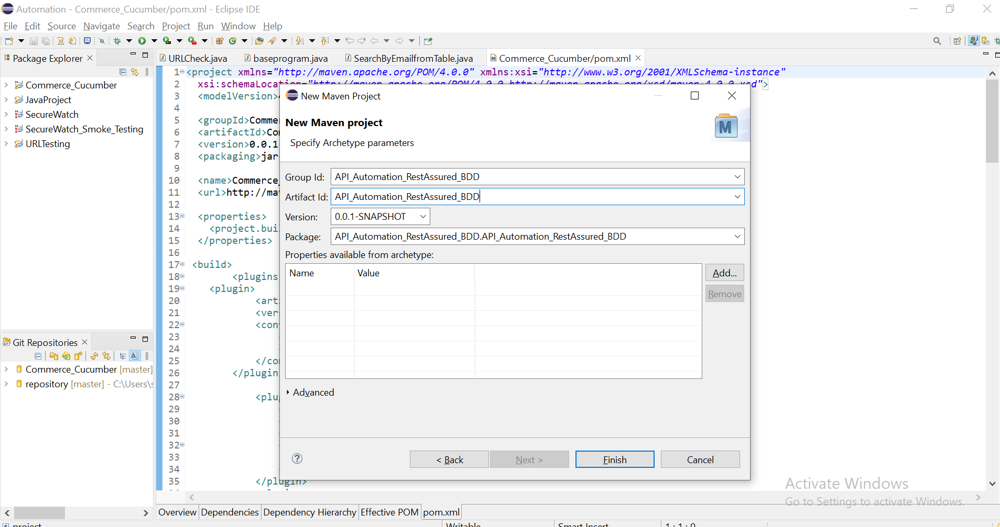 Automation - Commerce_Cucumber/pom.xml - Eclipse IDE
File Edit Source Navigate Search Project Run Window Help
Package Explorer
Commerce_Cucumber
JavaProject
SecureWatch
SecureWatch_Smoke_Testing
URLTesting
Git Repositories
Commerce_Cucumber [master]
repository [master] - C:\Users\s
URLCheck.java baseprogram.java SearchByEmailfromTable.java Commerce_Cucumber/pom.xml
1 <project xmlns="http://maven.apache.org/POM/4.0.0" xmlns:xsi="http://www.w3.org/2001/XMLSchema-instance"
2 xsi:schemaLocation="http://maven.apache.org/POM/4.0.0 http://maven.apache.org/xsd/maven-4.0.0.xsd">
3 <modelVersion>
4
5 <groupId>Comme
6 <artifactId>Co
7 <version>0.0.1
8 <packaging>jar
9
10 <name>Commerce_
11 <url>http://ma
12
13 <properties>
14 <project.bui
15 </properties>
16
17 <build>
18 <plugins
19 <plugin>
20 <art
21 <ver
22 <con
23
24
25 </co
26 </plugin
27
28 <plu
29
30
31
32
33
34
35 </plugin>
New Maven Project
New Maven project
Specify Archetype parameters
M
Group Id: API_Automation_RestAssured_BDD
Artifact Id: API_Automation_RestAssured_BDD
Version: 0.0.1-SNAPSHOT
Package: API_Automation_RestAssured_BDD.API_Automation_RestAssured_BDD
Properties available from archetype:
Name Value
Add...
Remove
Advanced
< Back Next > Finish Cancel
Activate Windows
Go to Settings to activate Windows.
Overview Dependencies Dependency Hierarchy Effective POM pom.xml
project Writable Smart Insert 1 : 1 : 0